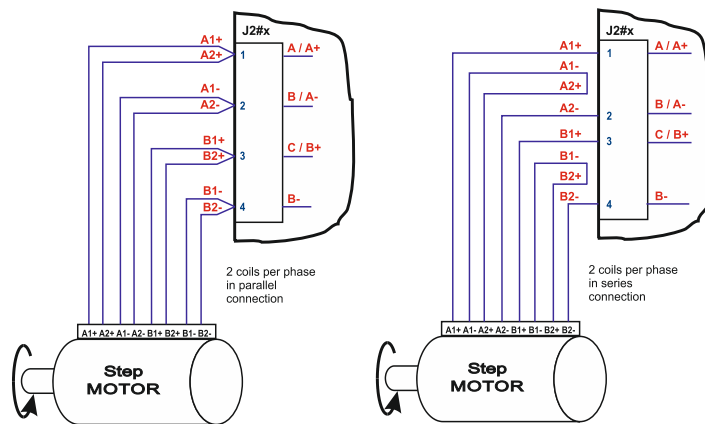 J2#x
A1+
A2+
1
A / A+
A1-
A2-
2
B / A-
B1+
B2+
3
C / B+
B1-
B2-
4
B-
2 coils per phase
in parallel
connection
A1+ A2+ A1- A2- B1+ B2+ B1- B2-
Step
MOTOR
J2#x
A1+
1
A / A+
A1-
A2+
A2-
2
B / A-
B1+
3
C / B+
B1-
B2+
B2-
4
B-
2 coils per phase
in series
connection
A1+ A1- A2+ A2- B1+ B1- B2+ B2-
Step
MOTOR